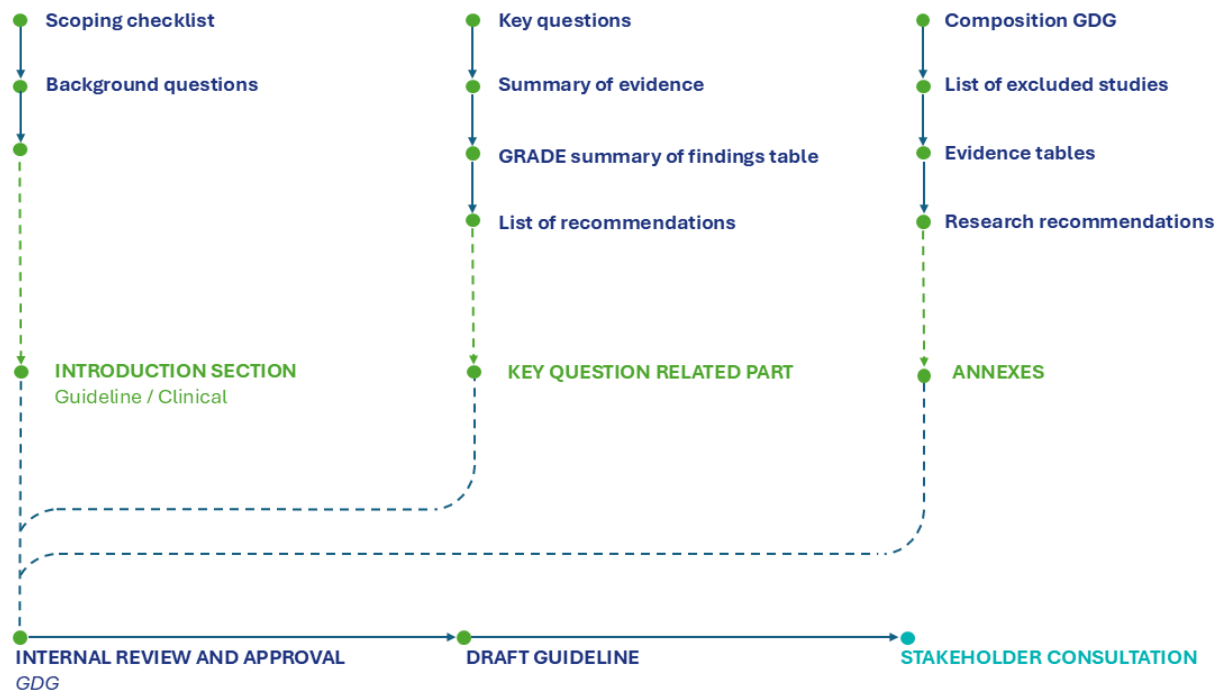 Scoping checklist
Background questions
INTRODUCTION SECTION
Guideline / Clinical
Key questions
Summary of evidence
GRADE summary of findings table
List of recommendations
KEY QUESTION RELATED PART
Composition GDG
List of excluded studies
Evidence tables
Research recommendations
ANNEXES
INTERNAL REVIEW AND APPROVAL
GDG
DRAFT GUIDELINE
STAKEHOLDER CONSULTATION